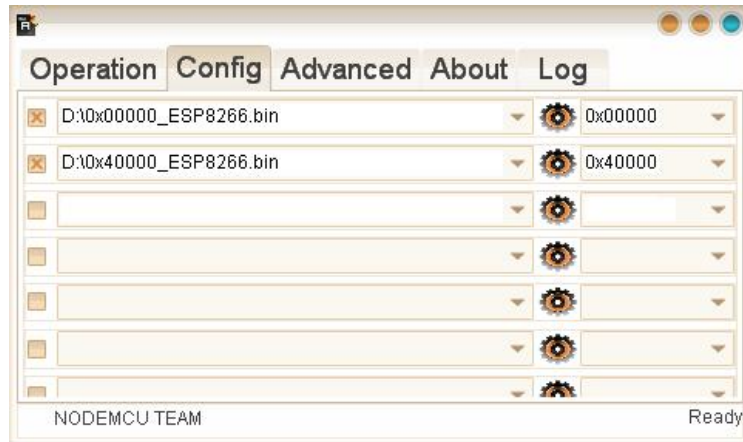 Operation Config Advanced About Log
D:\0x00000_ESP8266.bin 0x00000
D:\0x40000_ESP8266.bin 0x40000
NODEMCU TEAM Ready